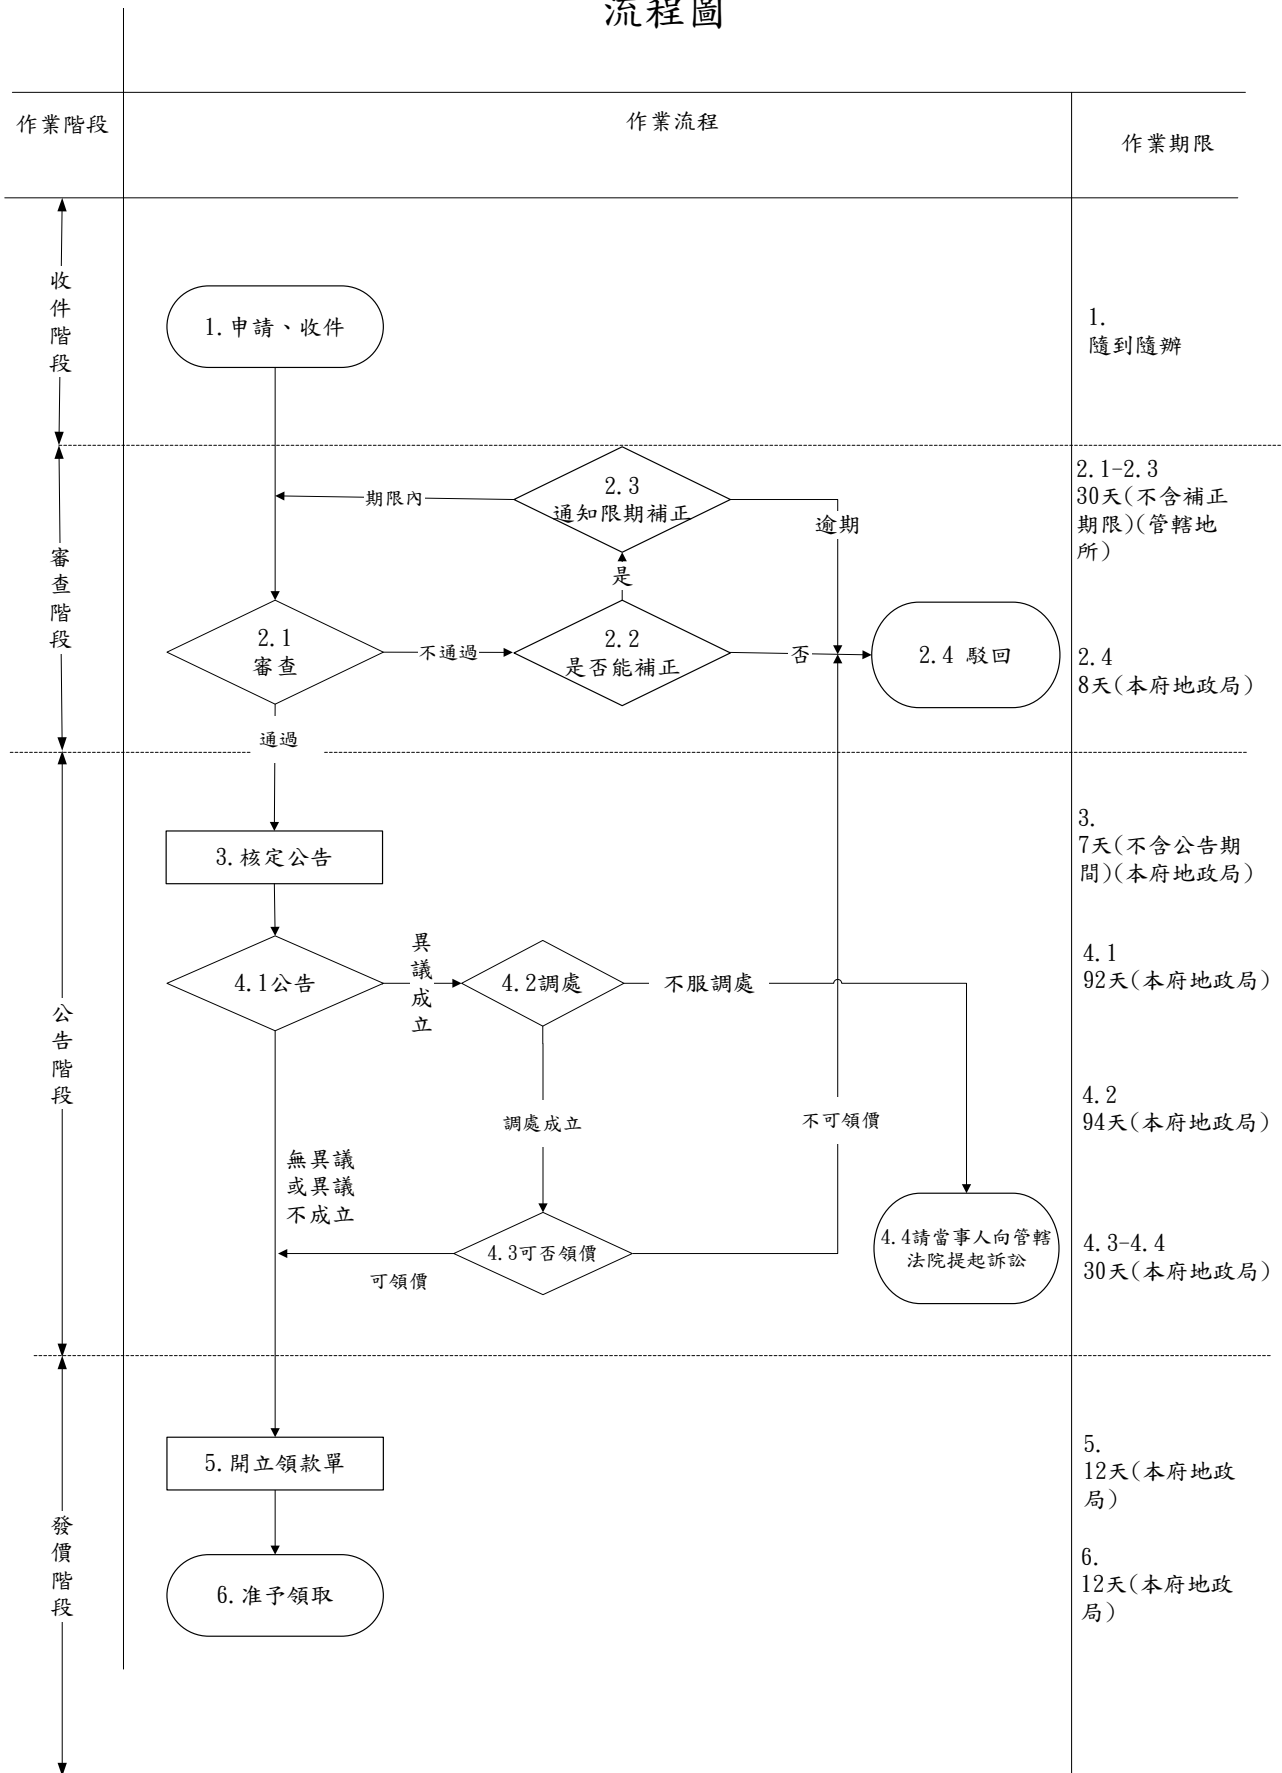 流程圖
作業階段
作業流程
作業期限
收件階段
1.申請、收件
1.
隨到隨辦
審查階段
2.3
通知限期補正
期限內
逾期
是
2.1
審查
不通過
2.2
是否能補正
否
2.4 駁回
通過
2.1-2.3
30天(不含補正
期限)(管轄地
所)
2.4
8天(本府地政局)
公告階段
3.核定公告
3.
7天(不含公告期
間)(本府地政局)
4.1公告
異議成立
4.2調處
不服調處
4.1
92天(本府地政局)
調處成立
不可領價
4.2
94天(本府地政局)
無異議
或異議
不成立
4.3可否領價
可領價
4.4請當事人向管轄
法院提起訴訟
4.3-4.4
30天(本府地政局)
發價階段
5.開立領款單
5.
12天(本府地政
局)
6.准予領取
6.
12天(本府地政
局)